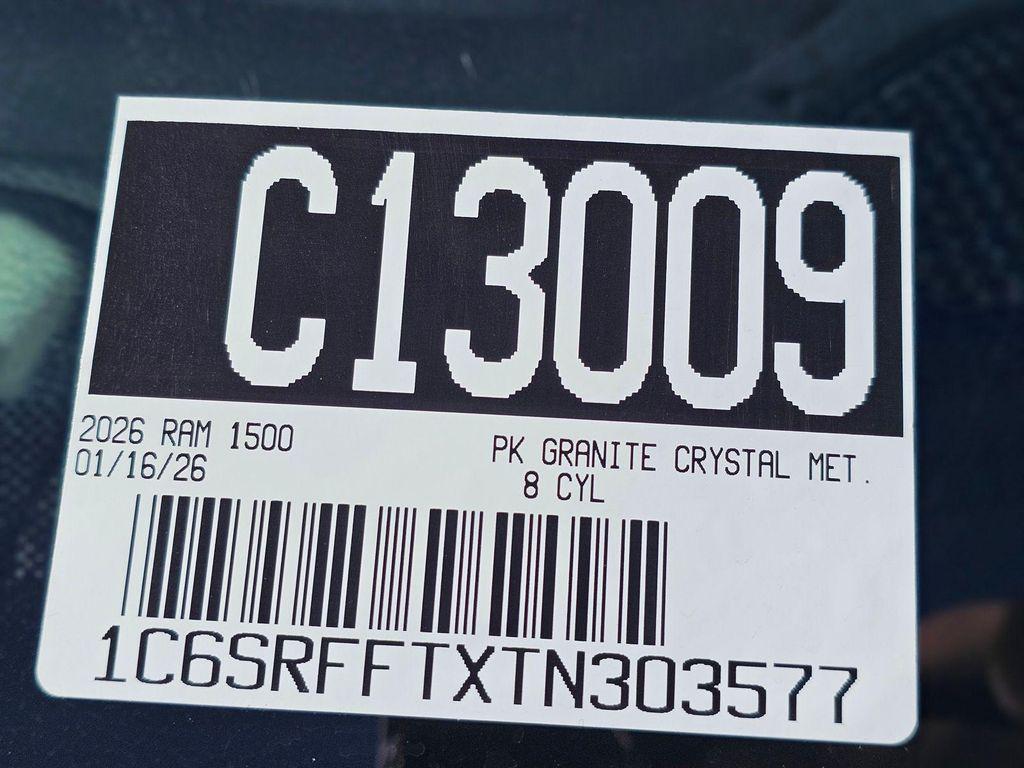 C13009
2026 RAM 1500
PK GRANITE CRYSTAL MET.
01/16/26
8 CYL
1C6SRFFTXTN303577